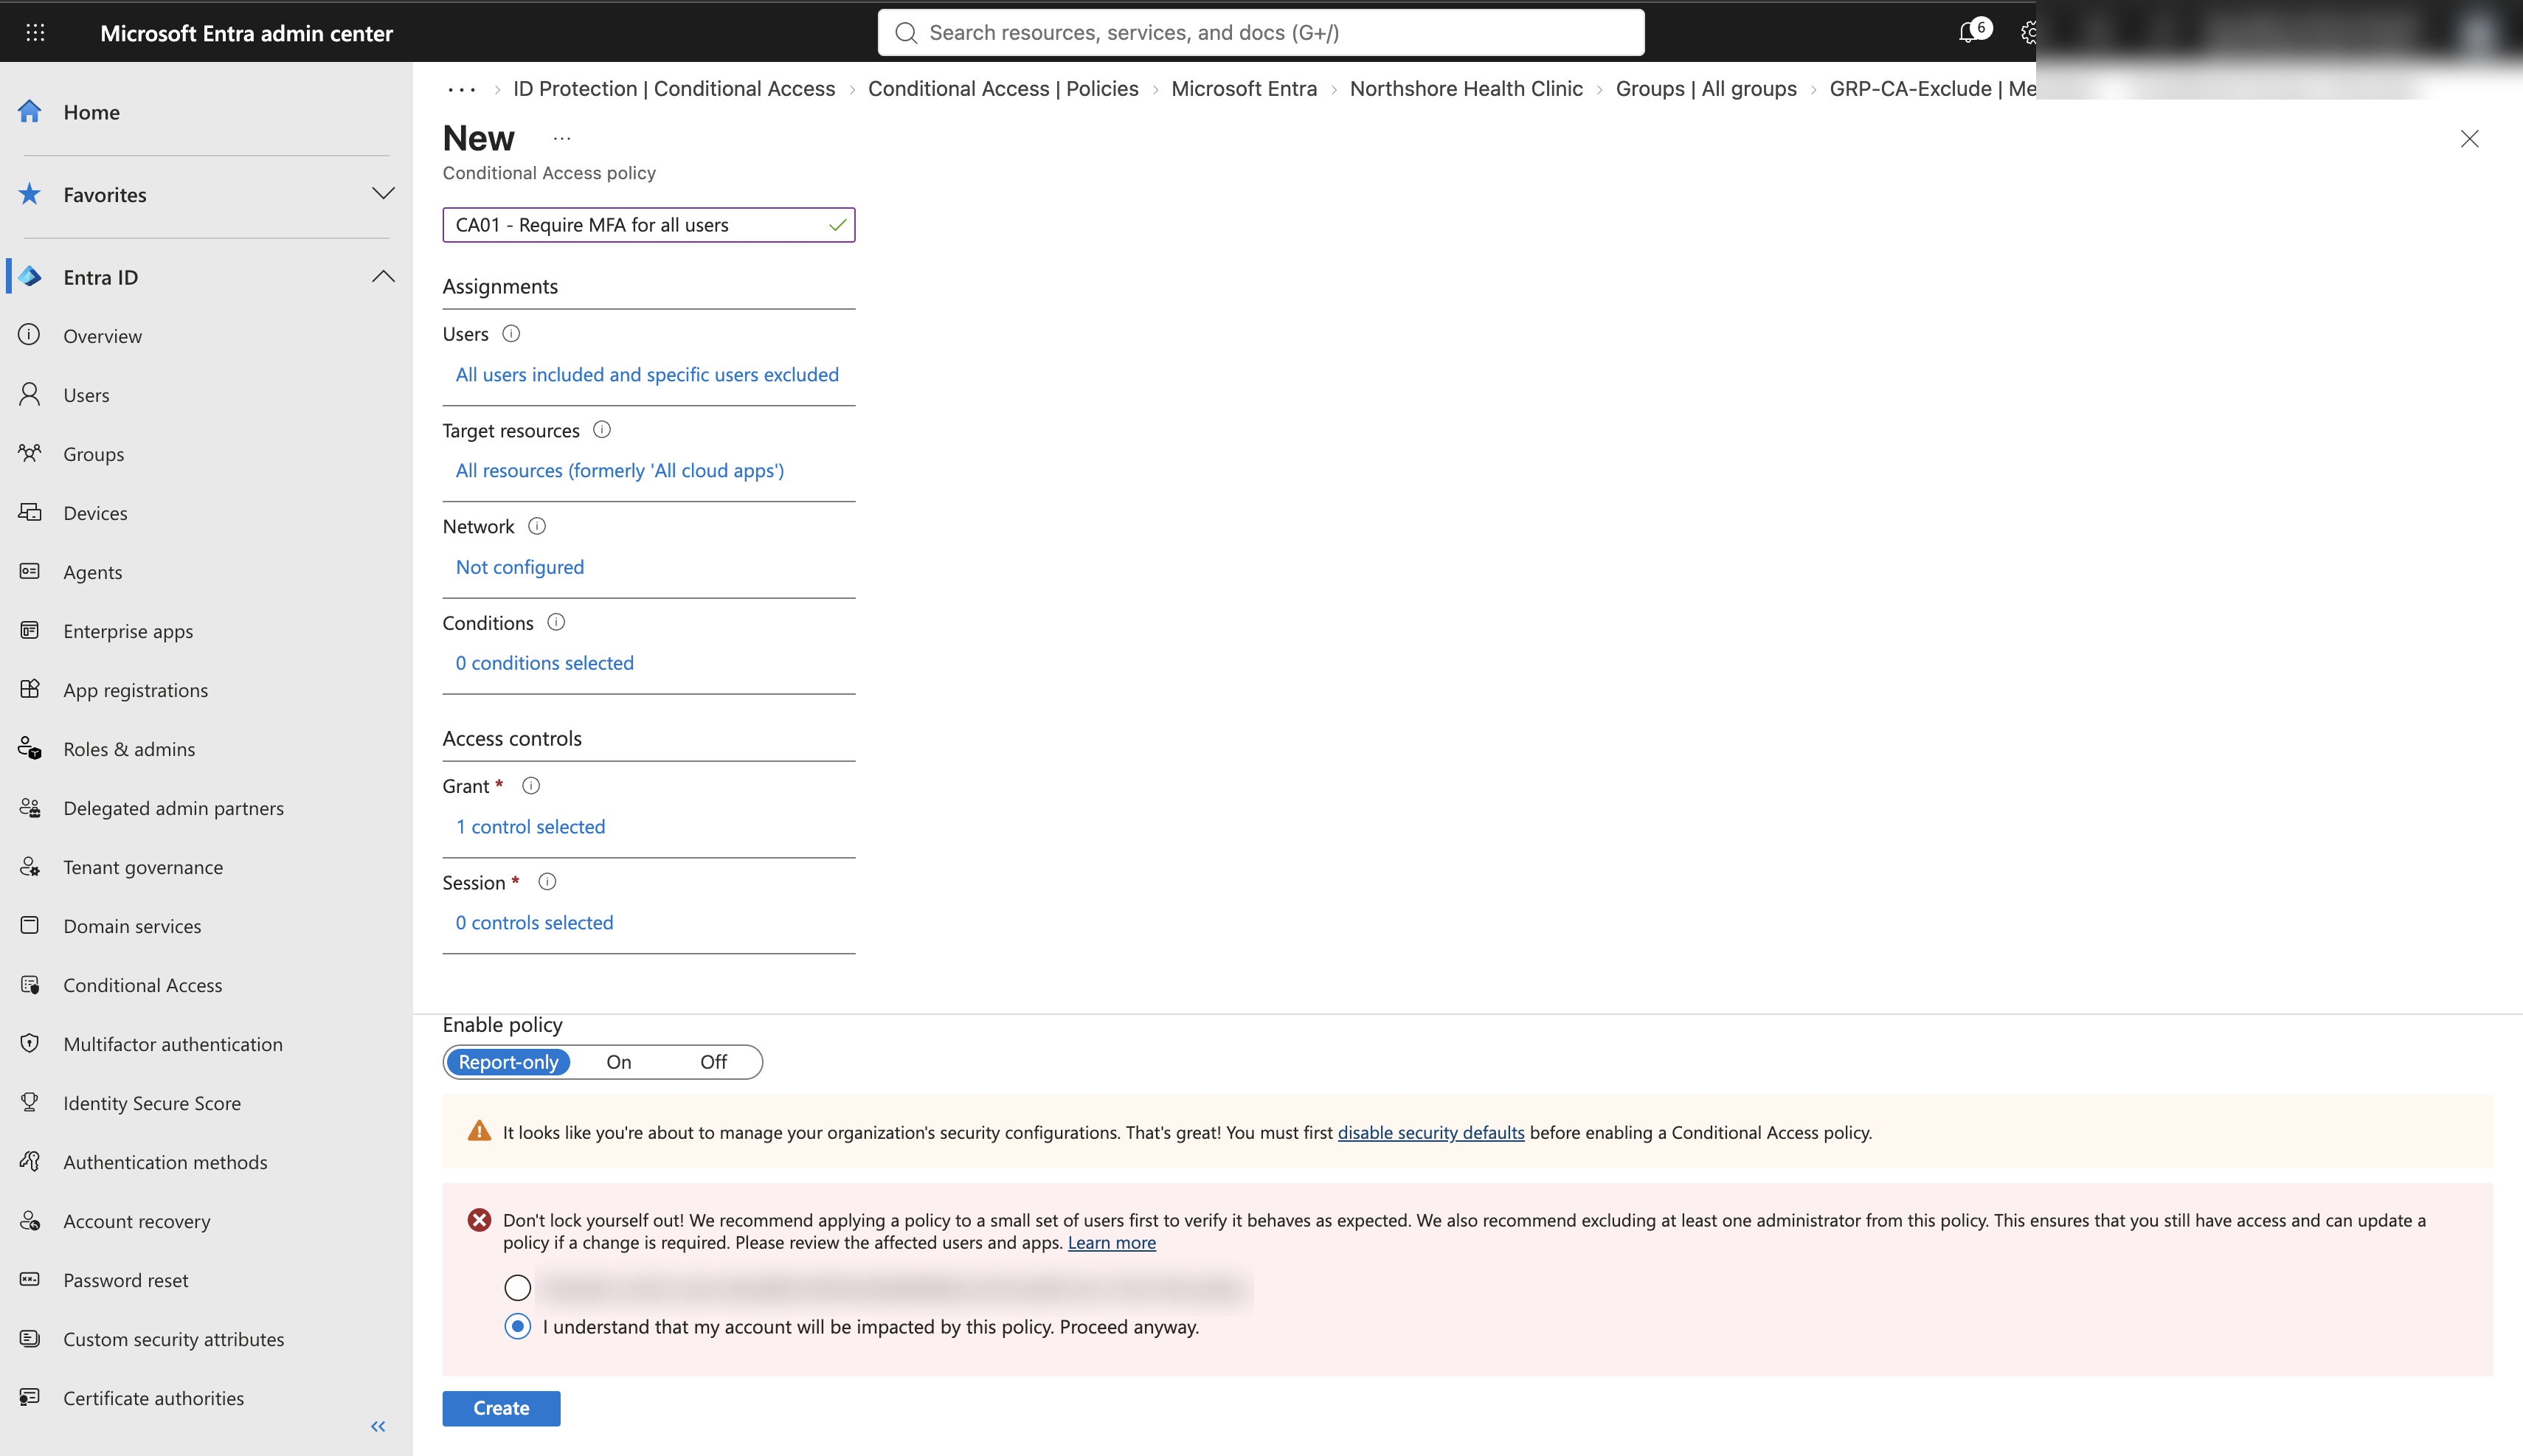 Microsoft Entra admin center
Search resources, services, and docs (G+/)
6
Home
Favorites
Entra ID
Overview
Users
Groups
Devices
Agents
Enterprise apps
App registrations
Roles & admins
Delegated admin partners
Tenant governance
Domain services
Conditional Access
Multifactor authentication
Identity Secure Score
Authentication methods
Account recovery
Password reset
Custom security attributes
Certificate authorities
... > ID Protection | Conditional Access > Conditional Access | Policies > Microsoft Entra > Northshore Health Clinic > Groups | All groups > GRP-CA-Exclude | Me
New ...
Conditional Access policy
CA01 - Require MFA for all users
Assignments
Users
All users included and specific users excluded
Target resources
All resources (formerly 'All cloud apps')
Network
Not configured
Conditions
0 conditions selected
Access controls
Grant *
1 control selected
Session *
0 controls selected
Enable policy
Report-only On Off
It looks like you're about to manage your organization's security configurations. That's great! You must first disable security defaults before enabling a Conditional Access policy.
Don't lock yourself out! We recommend applying a policy to a small set of users first to verify it behaves as expected. We also recommend excluding at least one administrator from this policy. This ensures that you still have access and can update a
policy if a change is required. Please review the affected users and apps. Learn more
I understand that my account will be impacted by this policy. Proceed anyway.
Create